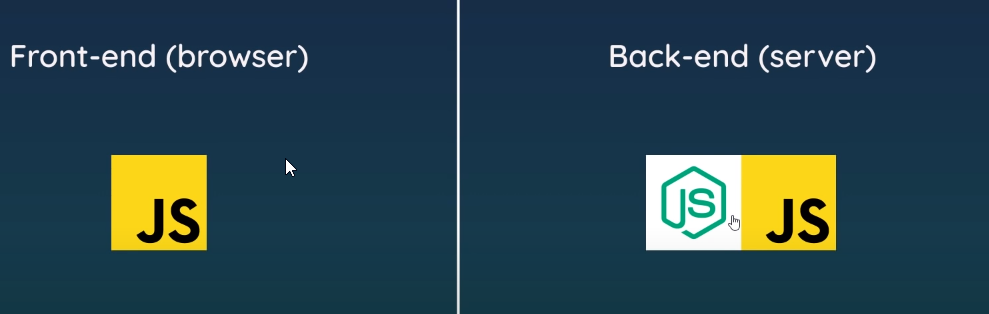 Front-end (browser)
Back-end (server)
JS
JS JS